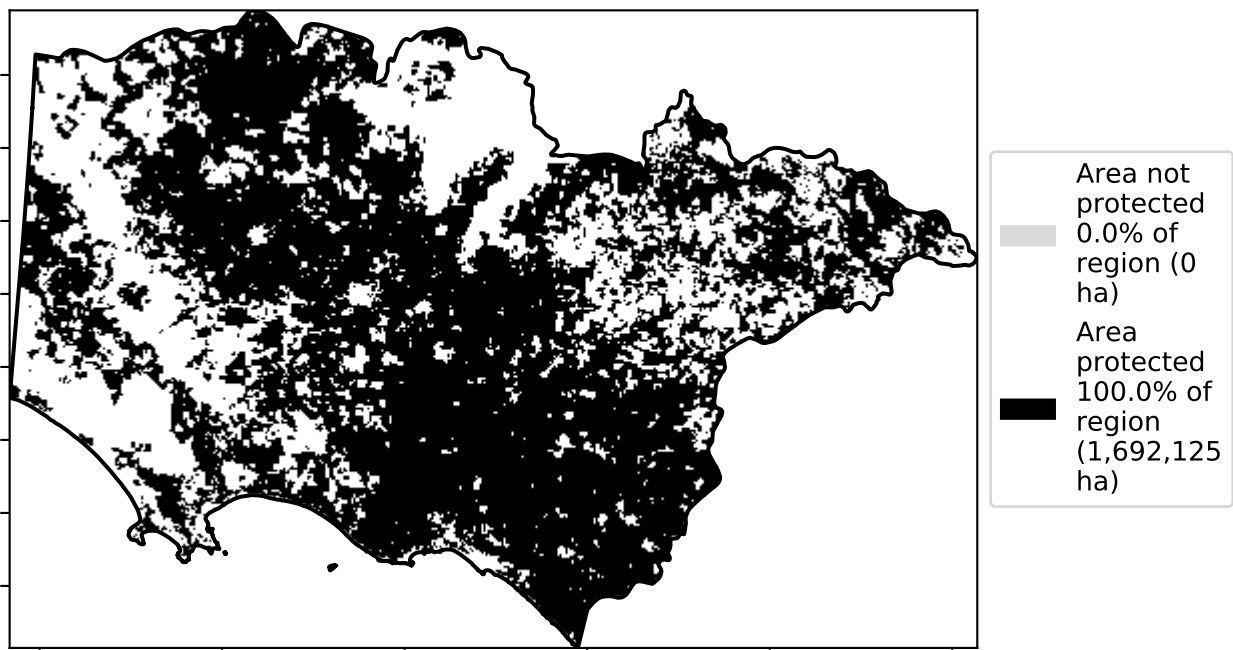 Area not
protected
0.0% of
region (0
ha)
Area
protected
100.0% of
region
(1,692,125
ha)